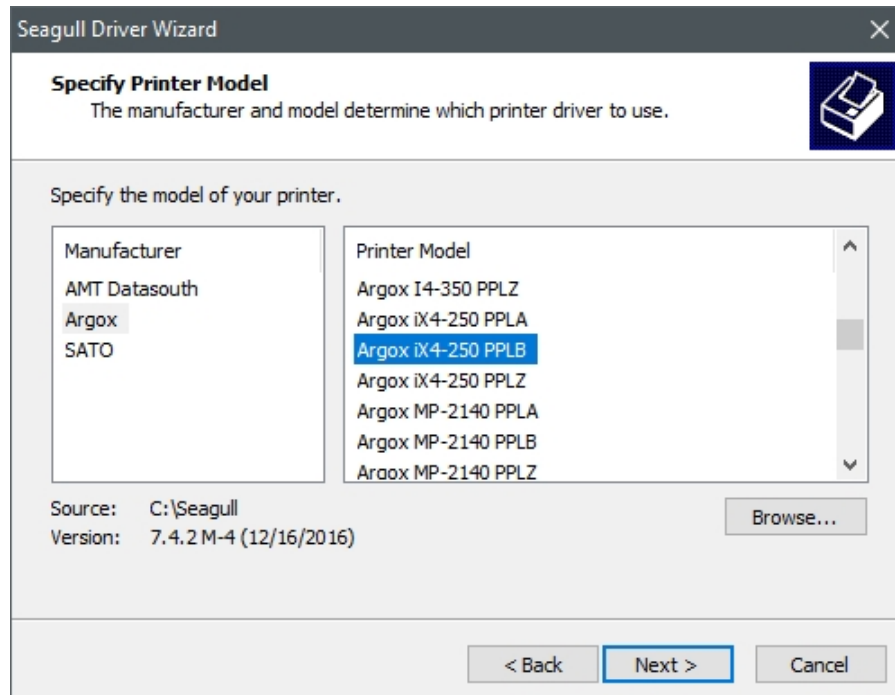 Seagull Driver Wizard
Specify Printer Model
The manufacturer and model determine which printer driver to use.
Specify the model of your printer.
Manufacturer
AMT Datasouth
Argox
SATO
Printer Model
Argox I4-350 PPLZ
Argox iX4-250 PPLA
Argox iX4-250 PPLB
Argox iX4-250 PPLZ
Argox MP-2140 PPLA
Argox MP-2140 PPLB
Argox MP-2140 PPLZ
Source: C:\Seagull
Version: 7.4.2 M-4 (12/16/2016)
Browse...
< Back
Next >
Cancel